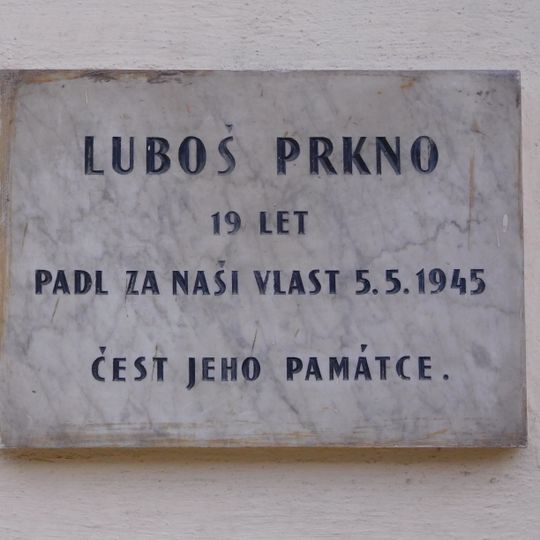 LUBOŠ PRKNO
19 LET
PADL ZA NAŠI VLAST 5.5.1945
ČEST JEHO PAMÁTCE.